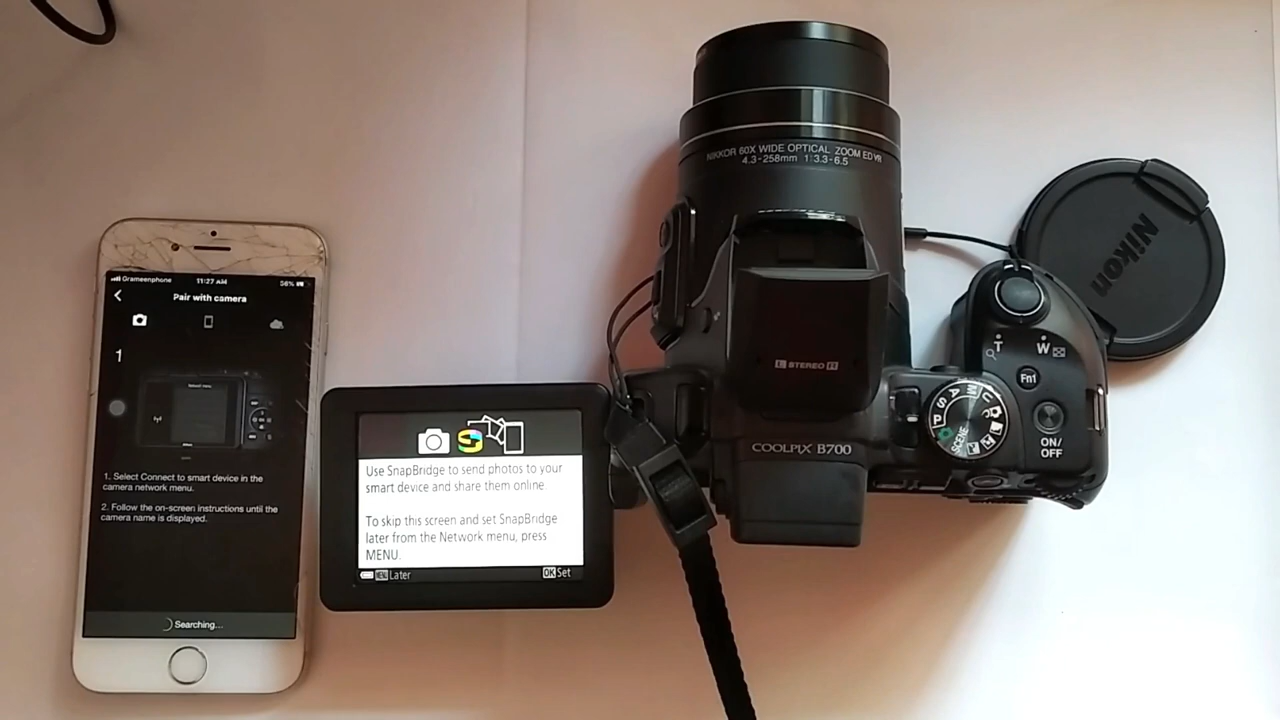 Grameenphone 11:27 AM 56%
Pair with camera
1
1. Select Connect to smart device in the
camera network menu.
2. Follow the on-screen instructions until the
camera name is displayed.
Searching...
Use SnapBridge to send photos to your
smart device and share them online.
To skip this screen and set SnapBridge
later from the Network menu, press
MENU.
MENU Later
OK Set
NIKKOR 60X WIDE OPTICAL ZOOM ED VR
4.3-258mm 1:3.3-6.5
L STEREO R
COOLPIX B700
Nikon
T
W
Fn1
U
M
A
S
P
SCENE
ON/
OFF